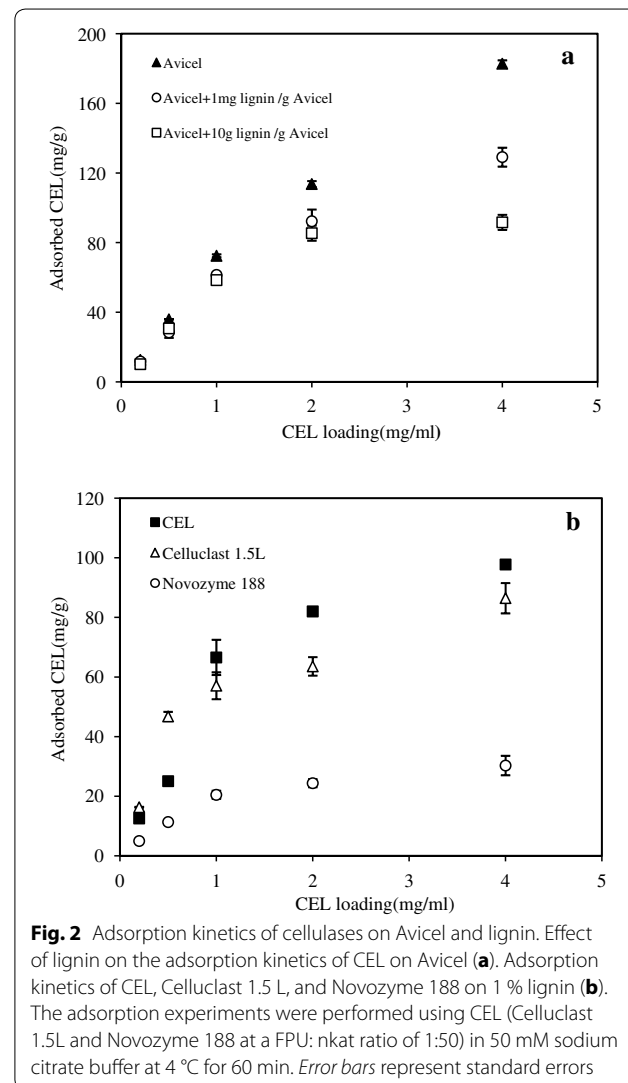 200
160
120
80
40
0
Adsorbed CEL(mg/g)
a
Avicel
Avicel+1mg lignin /g Avicel
Avicel+10g lignin /g Avicel
0 1 2 3 4 5
CEL loading(mg/ml)
120
100
80
60
40
20
0
Adsorbed CEL(mg/g)
b
CEL
Celluclast 1.5L
Novozyme 188
0 1 2 3 4 5
CEL loading(mg/ml)
Fig. 2 Adsorption kinetics of cellulases on Avicel and lignin. Effect
of lignin on the adsorption kinetics of CEL on Avicel (a). Adsorption
kinetics of CEL, Celluclast 1.5 L, and Novozyme 188 on 1 % lignin (b).
The adsorption experiments were performed using CEL (Celluclast
1.5L and Novozyme 188 at a FPU: nkat ratio of 1:50) in 50 mM sodium
citrate buffer at 4 °C for 60 min. Error bars represent standard errors